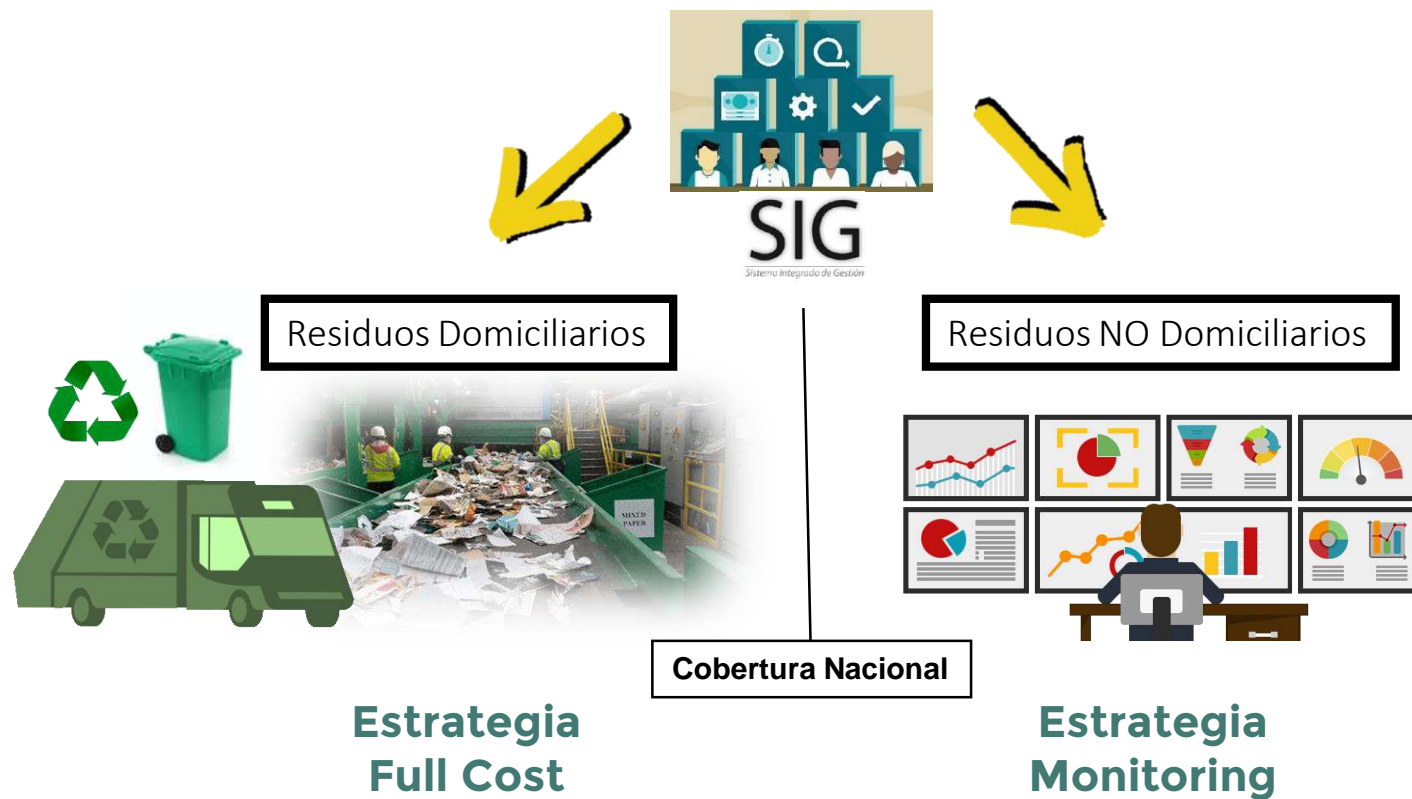 SIG
Sistema Integrado de Gestión
Residuos Domiciliarios
Residuos NO Domiciliarios
MIXED
PAPER
Cobertura Nacional
Estrategia
Full Cost
Estrategia
Monitoring